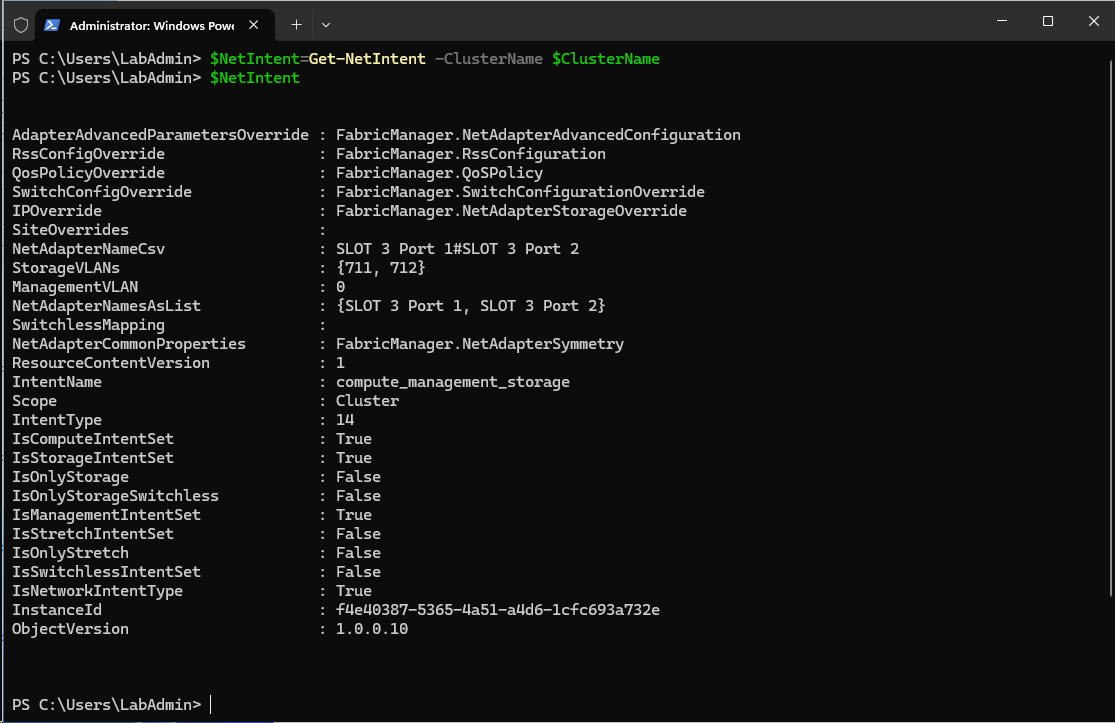 Administrator: Windows Powe
PS C:\Users\LabAdmin> $NetIntent=Get-NetIntent -ClusterName $ClusterName
PS C:\Users\LabAdmin> $NetIntent
AdapterAdvancedParametersOverride : FabricManager.NetAdapterAdvancedConfiguration
RssConfigOverride : FabricManager.RssConfiguration
QosPolicyOverride : FabricManager.QoSPolicy
SwitchConfigOverride : FabricManager.SwitchConfigurationOverride
IPOverride : FabricManager.NetAdapterStorageOverride
SiteOverrides :
NetAdapterNameCsv : SLOT 3 Port 1#SLOT 3 Port 2
StorageVLANs : {711, 712}
ManagementVLAN : 0
NetAdapterNamesAsList : {SLOT 3 Port 1, SLOT 3 Port 2}
SwitchlessMapping :
NetAdapterCommonProperties : FabricManager.NetAdapterSymmetry
ResourceContentVersion : 1
IntentName : compute_management_storage
Scope : Cluster
IntentType : 14
IsComputeIntentSet : True
IsStorageIntentSet : True
IsOnlyStorage : False
IsOnlyStorageSwitchless : False
IsManagementIntentSet : True
IsStretchIntentSet : False
IsOnlyStretch : False
IsSwitchlessIntentSet : False
IsNetworkIntentType : True
InstanceId : f4e40387-5365-4a51-a4d6-1cfc693a732e
ObjectVersion : 1.0.0.10
PS C:\Users\LabAdmin>